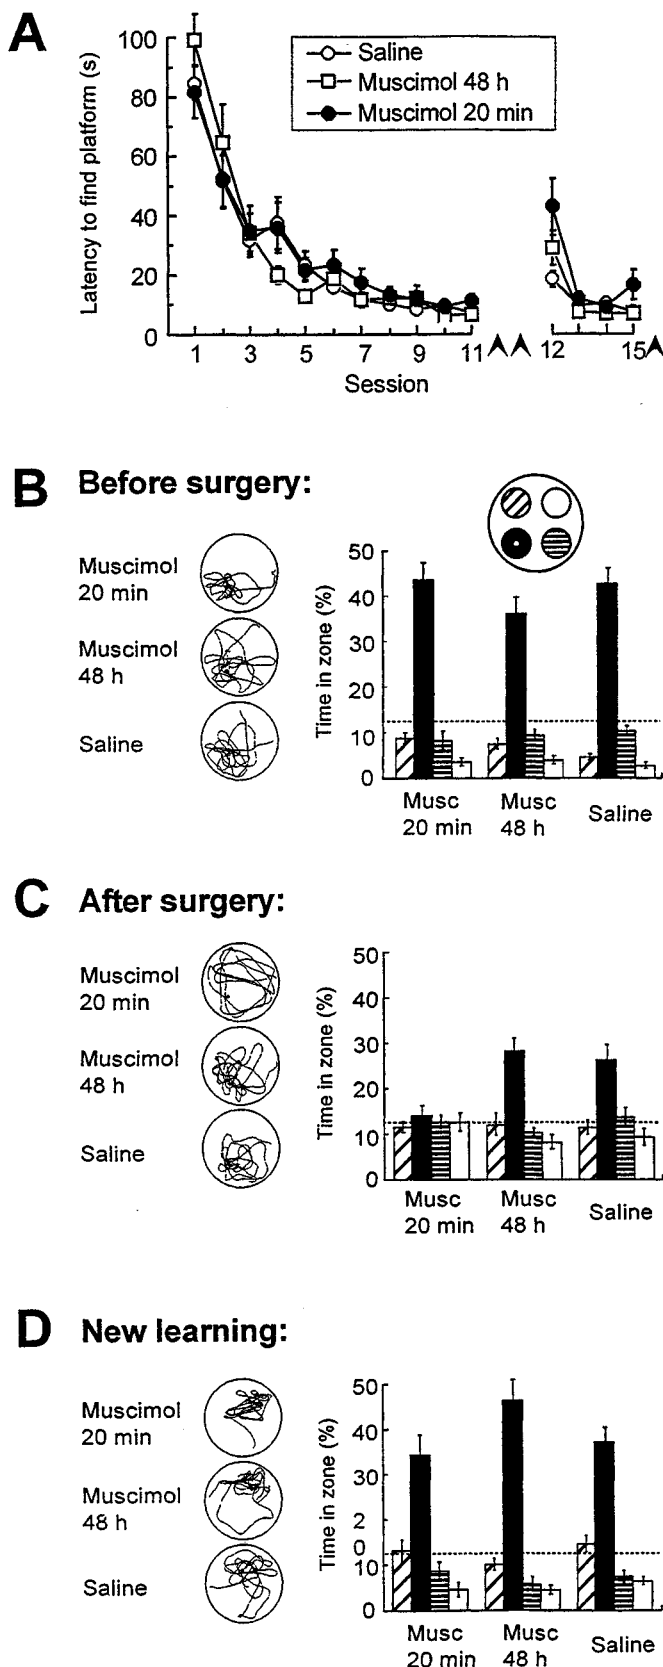 A
Latency to find platform (s)
100
80
60
40
20
0
Saline
Muscimol 48 h
Muscimol 20 min
1
3
5
7
9
11
12
15
Session
B Before surgery:
Muscimol
20 min
Muscimol
48 h
Saline
Time in zone (%)
50
40
30
20
10
0
Musc
20 min
Musc
48 h
Saline
C After surgery:
Muscimol
20 min
Muscimol
48 h
Saline
Time in zone (%)
50
40
30
20
10
0
Musc
20 min
Musc
48 h
Saline
D New learning:
Muscimol
20 min
Muscimol
48 h
Saline
Time in zone (%)
50
40
30
2
0
10
0
Musc
20 min
Musc
48 h
Saline